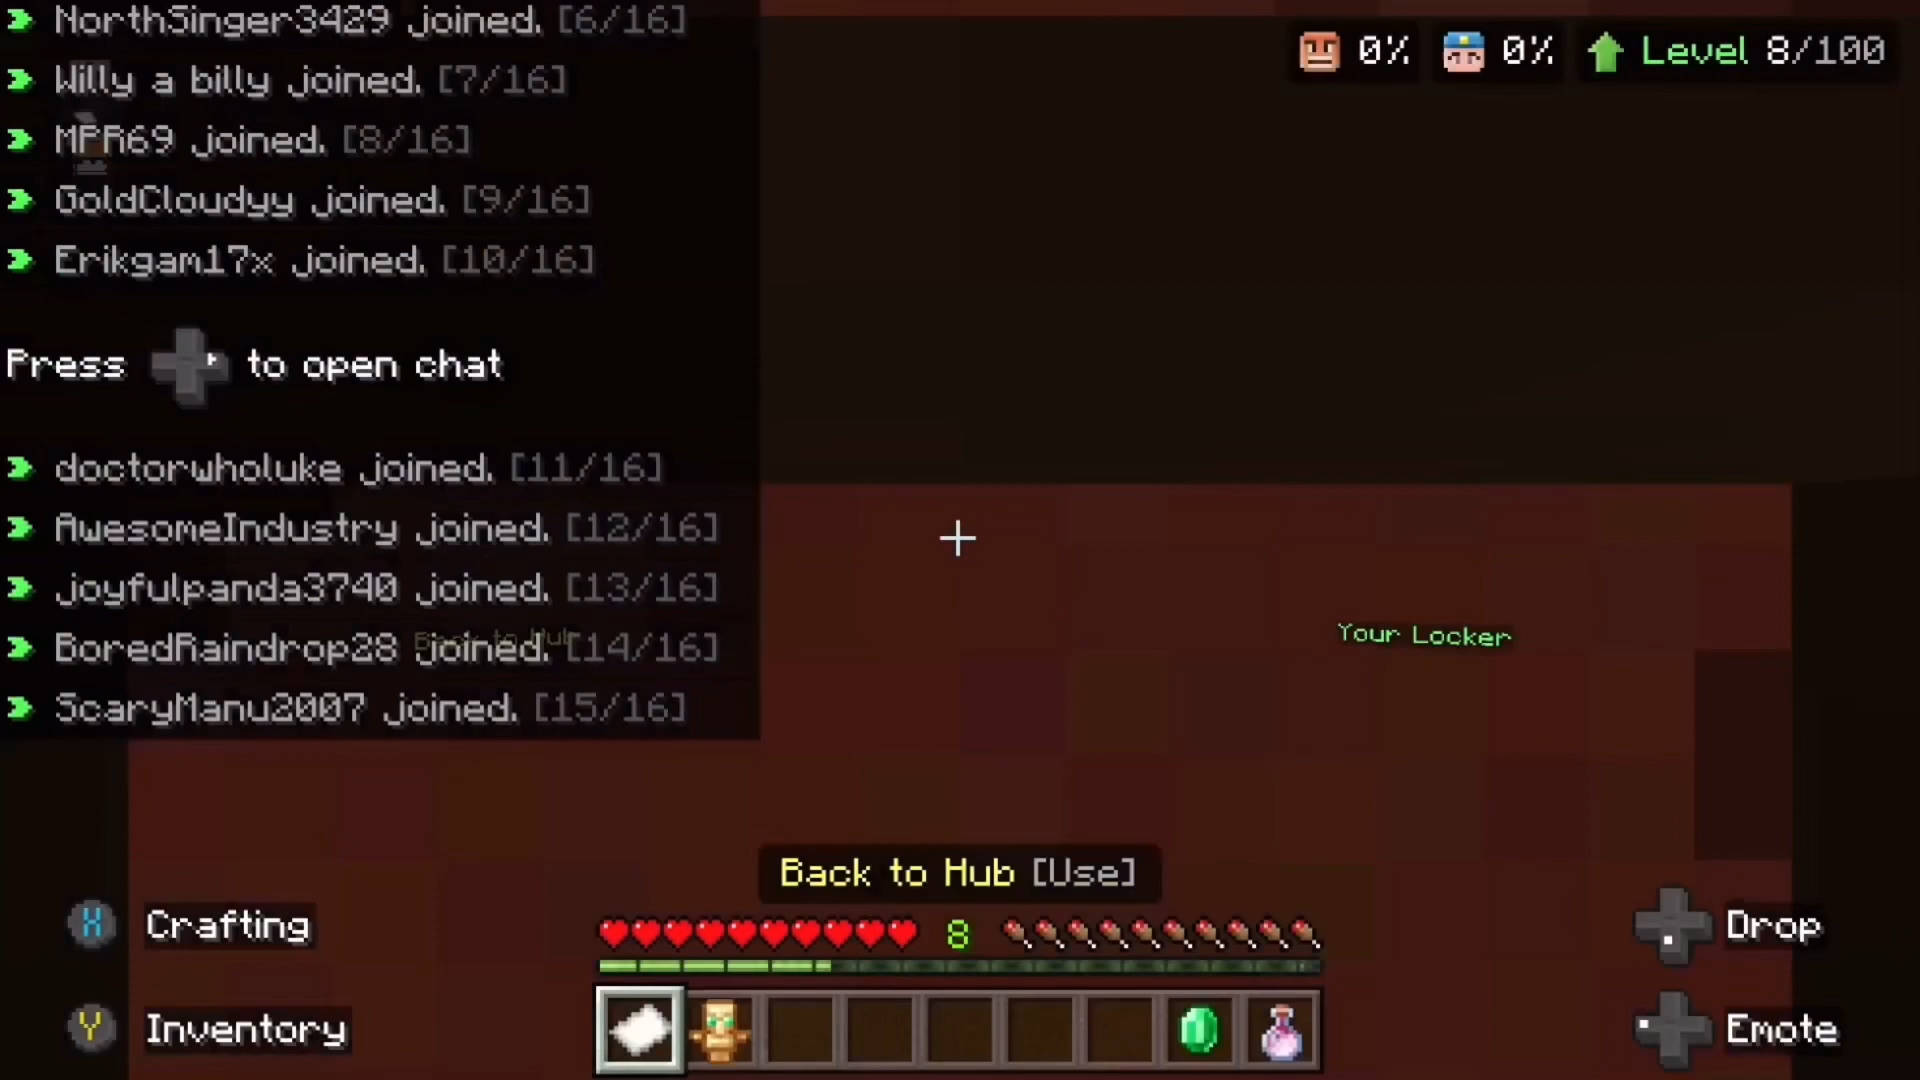 NorthSinger3429 joined. [6/16]
Willy a billy joined. [7/16]
MPR69 joined. [8/16]
GoldCloudyy joined. [9/16]
Erikgam17x joined. [10/16]
Press to open chat
doctorwholuke joined. [11/16]
AwesomeIndustry joined. [12/16]
joyfulpanda3740 joined. [13/16]
BoredRaindrop28 joined. [14/16]
ScaryManu2007 joined. [15/16]
0% 0% Level 8/100
Back to Hub
Your Locker
Back to Hub [Use]
8
X Crafting
Y Inventory
Drop
Emote